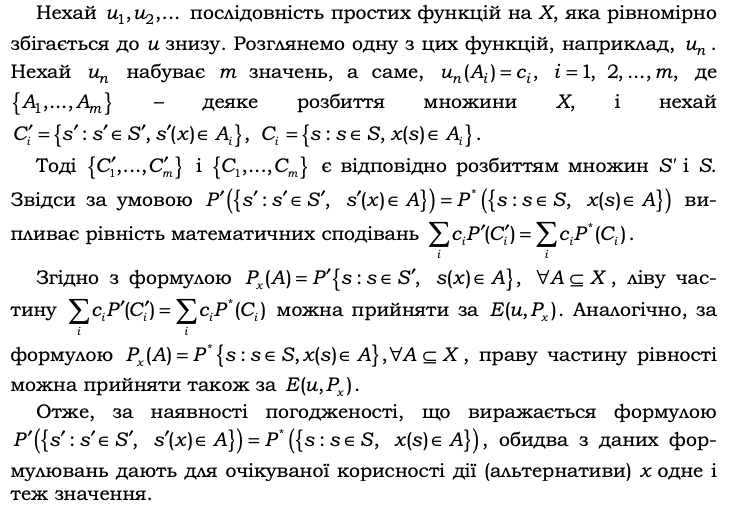 Нехай u₁,u₂,... послідовність простих функцій на X, яка рівномірно
збігається до u знизу. Розглянемо одну з цих функцій, наприклад, uₙ.
Нехай uₙ набуває m значень, а саме, uₙ(Aᵢ)=cᵢ, i=1, 2,...,m, де
{A₁,...,Aₘ} – деяке розбиття множини X, і нехай
C′ᵢ={s′:s′∈S′,s′(x)∈Aᵢ}, Cᵢ={s:s∈S,x(s)∈Aᵢ}.
Тоді {C′₁,...,C′ₘ} і {C₁,...,Cₘ} є відповідно розбиттям множин S′ і S.
Звідси за умовою P′({s′:s′∈S′, s′(x)∈A})=P*({s:s∈S, x(s)∈A}) ви-
пливає рівність математичних сподівань ∑ᵢcᵢP′(C′ᵢ)=∑ᵢcᵢP*(Cᵢ).
Згідно з формулою Pₓ(A)=P′{s:s∈S′, s(x)∈A}, ∀A⊆X, ліву час-
тину ∑ᵢcᵢP′(C′ᵢ)=∑ᵢcᵢP*(Cᵢ) можна прийняти за E(u,Pₓ). Аналогічно, за
формулою Pₓ(A)=P*{s:s∈S,x(s)∈A},∀A⊆X, праву частину рівності
можна прийняти також за E(u,Pₓ).
Отже, за наявності погодженості, що виражається формулою
P′({s′:s′∈S′, s′(x)∈A})=P*({s:s∈S, x(s)∈A}), обидва з даних фор-
мулювань дають для очікуваної корисності дії (альтернативи) x одне і
теж значення.